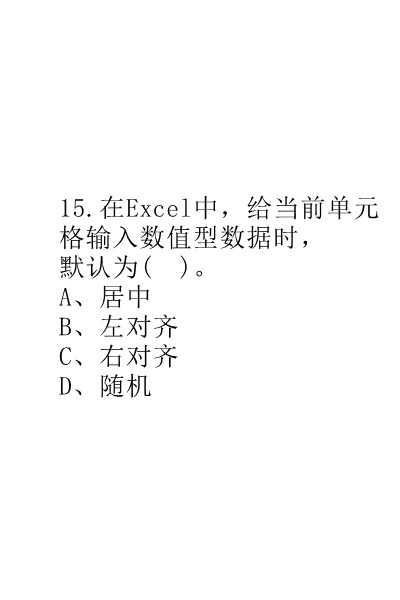 15.在Excel中，给当前单元
格输入数值型数据时，
默认为(  )。
A、居中
B、左对齐
C、右对齐
D、随机